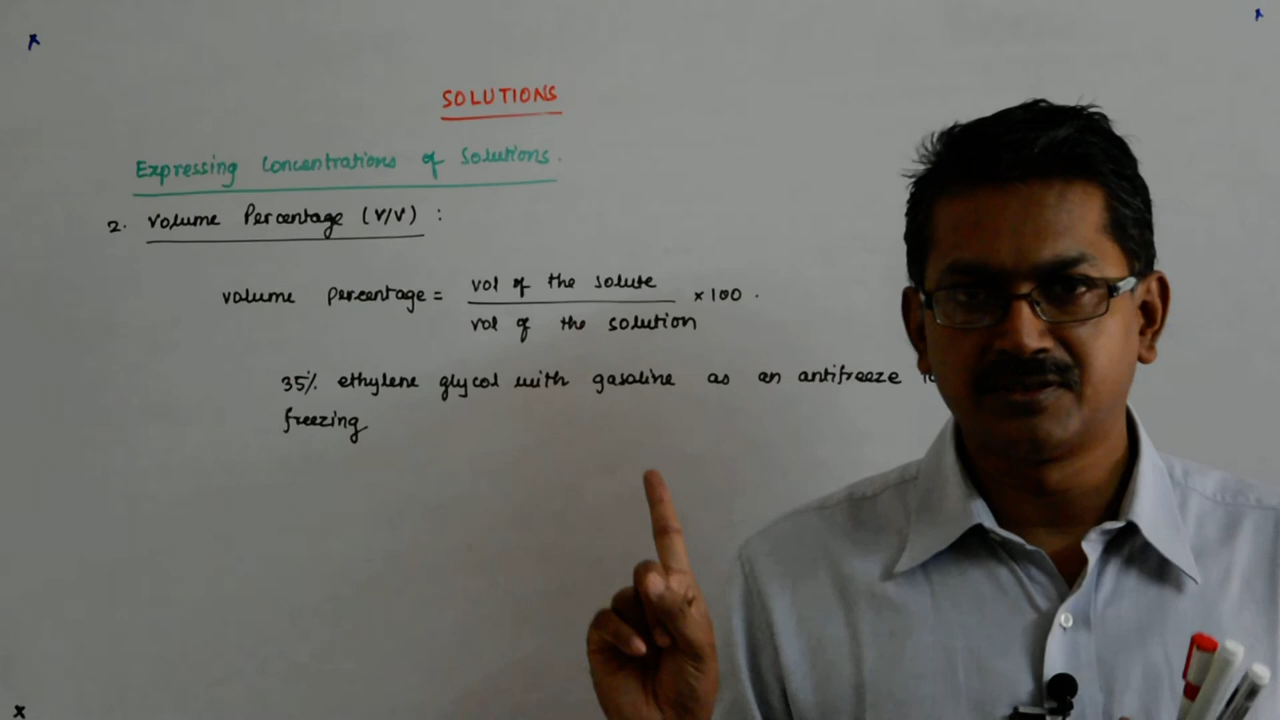 SOLUTIONS
Expressing Concentrations of Solutions.
2. Volume Percentage (V/V) :
volume percentage = vol of the solute × 100 .
vol of the solution
35% ethylene glycol with gasoline as an antifreeze
freezing